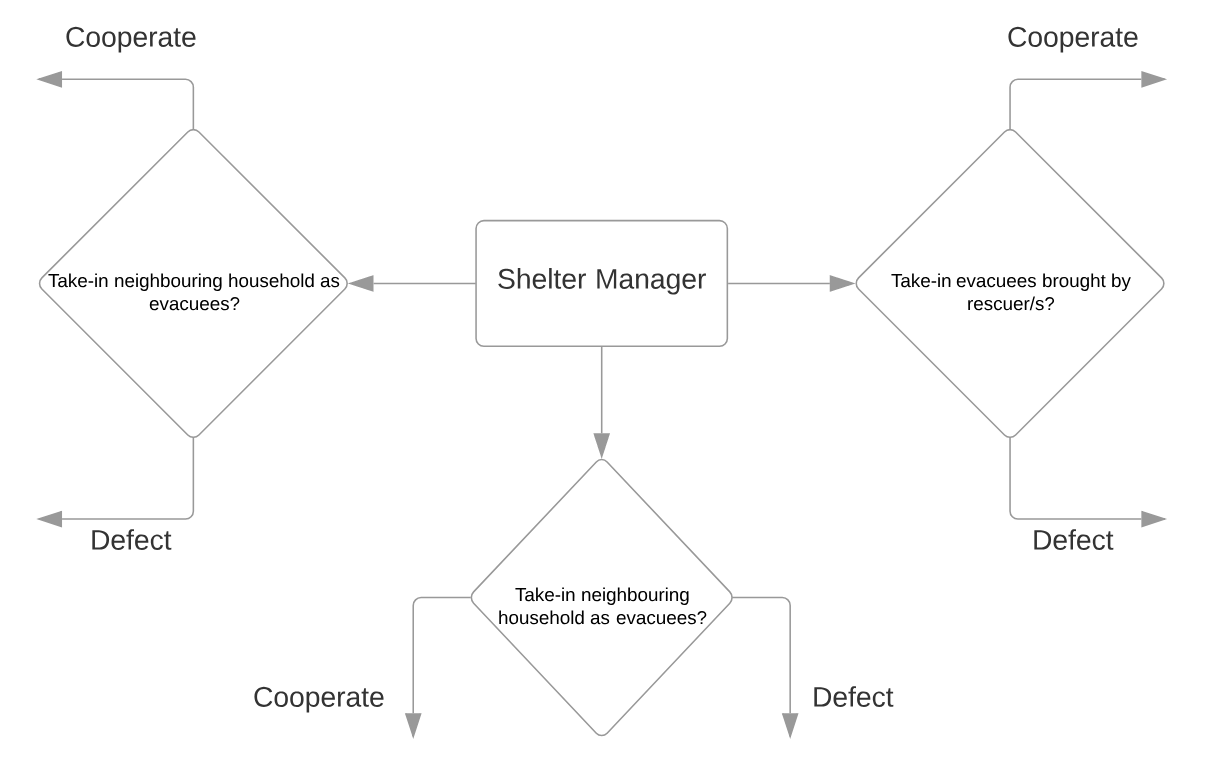 Cooperate
Cooperate
Take-in neighbouring household as
evacuees?
Shelter Manager
Take-in evacuees brought by
rescuer/s?
Defect
Defect
Take-in neighbouring
household as evacuees?
Cooperate
Defect